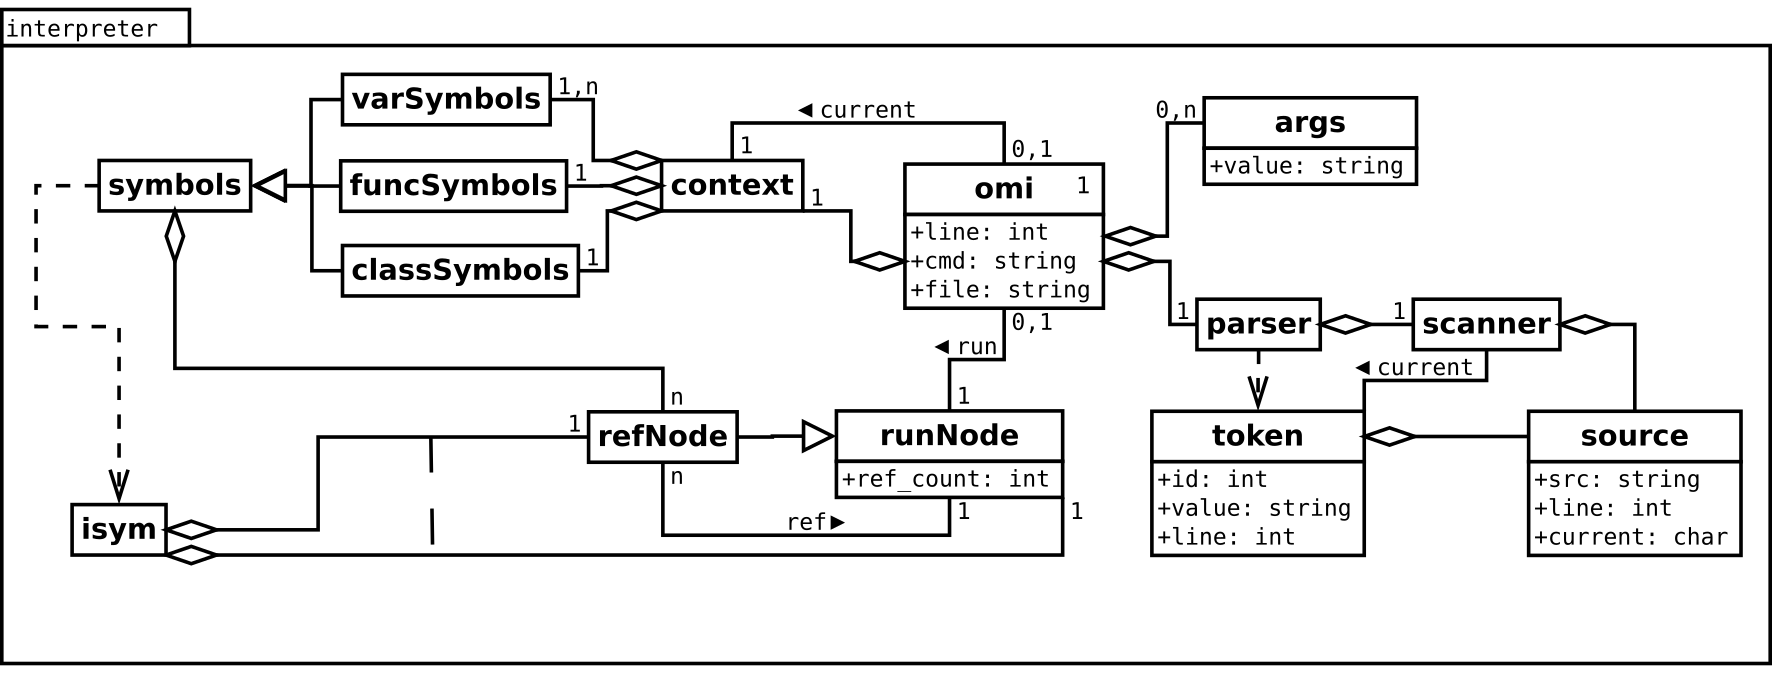 interpreter
varSymbols
1,n
◄ current
0,n
args
+value: string
1
0,1
symbols
funcSymbols
1
context
1
omi
1
+line: int
+cmd: string
+file: string
classSymbols
1
0,1
◄ run
1
parser
1
scanner
◄ current
n
1
1
refNode
runNode
+ref_count: int
n
1
1
ref►
isym
token
+id: int
+value: string
+line: int
source
+src: string
+line: int
+current: char